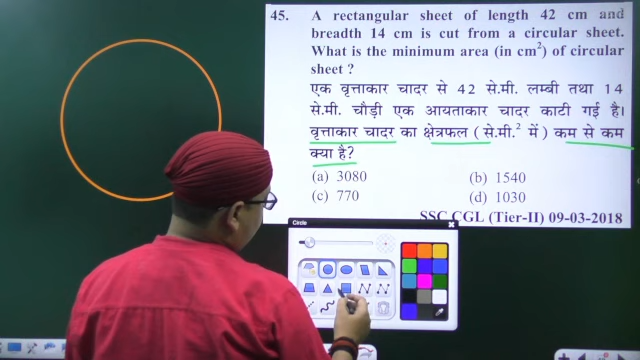 45. A rectangular sheet of length 42 cm and
breadth 14 cm is cut from a circular sheet.
What is the minimum area (in cm²) of circular
sheet ?
एक वृत्ताकार चादर से 42 से.मी. लम्बी तथा 14
से.मी. चौड़ी एक आयताकार चादर काटी गई है।
वृत्ताकार चादर का क्षेत्रफल ( से.मी.² में ) कम से कम
क्या है?
(a) 3080 (b) 1540
(c) 770 (d) 1030
SSC CGL (Tier-II) 09-03-2018
Circle